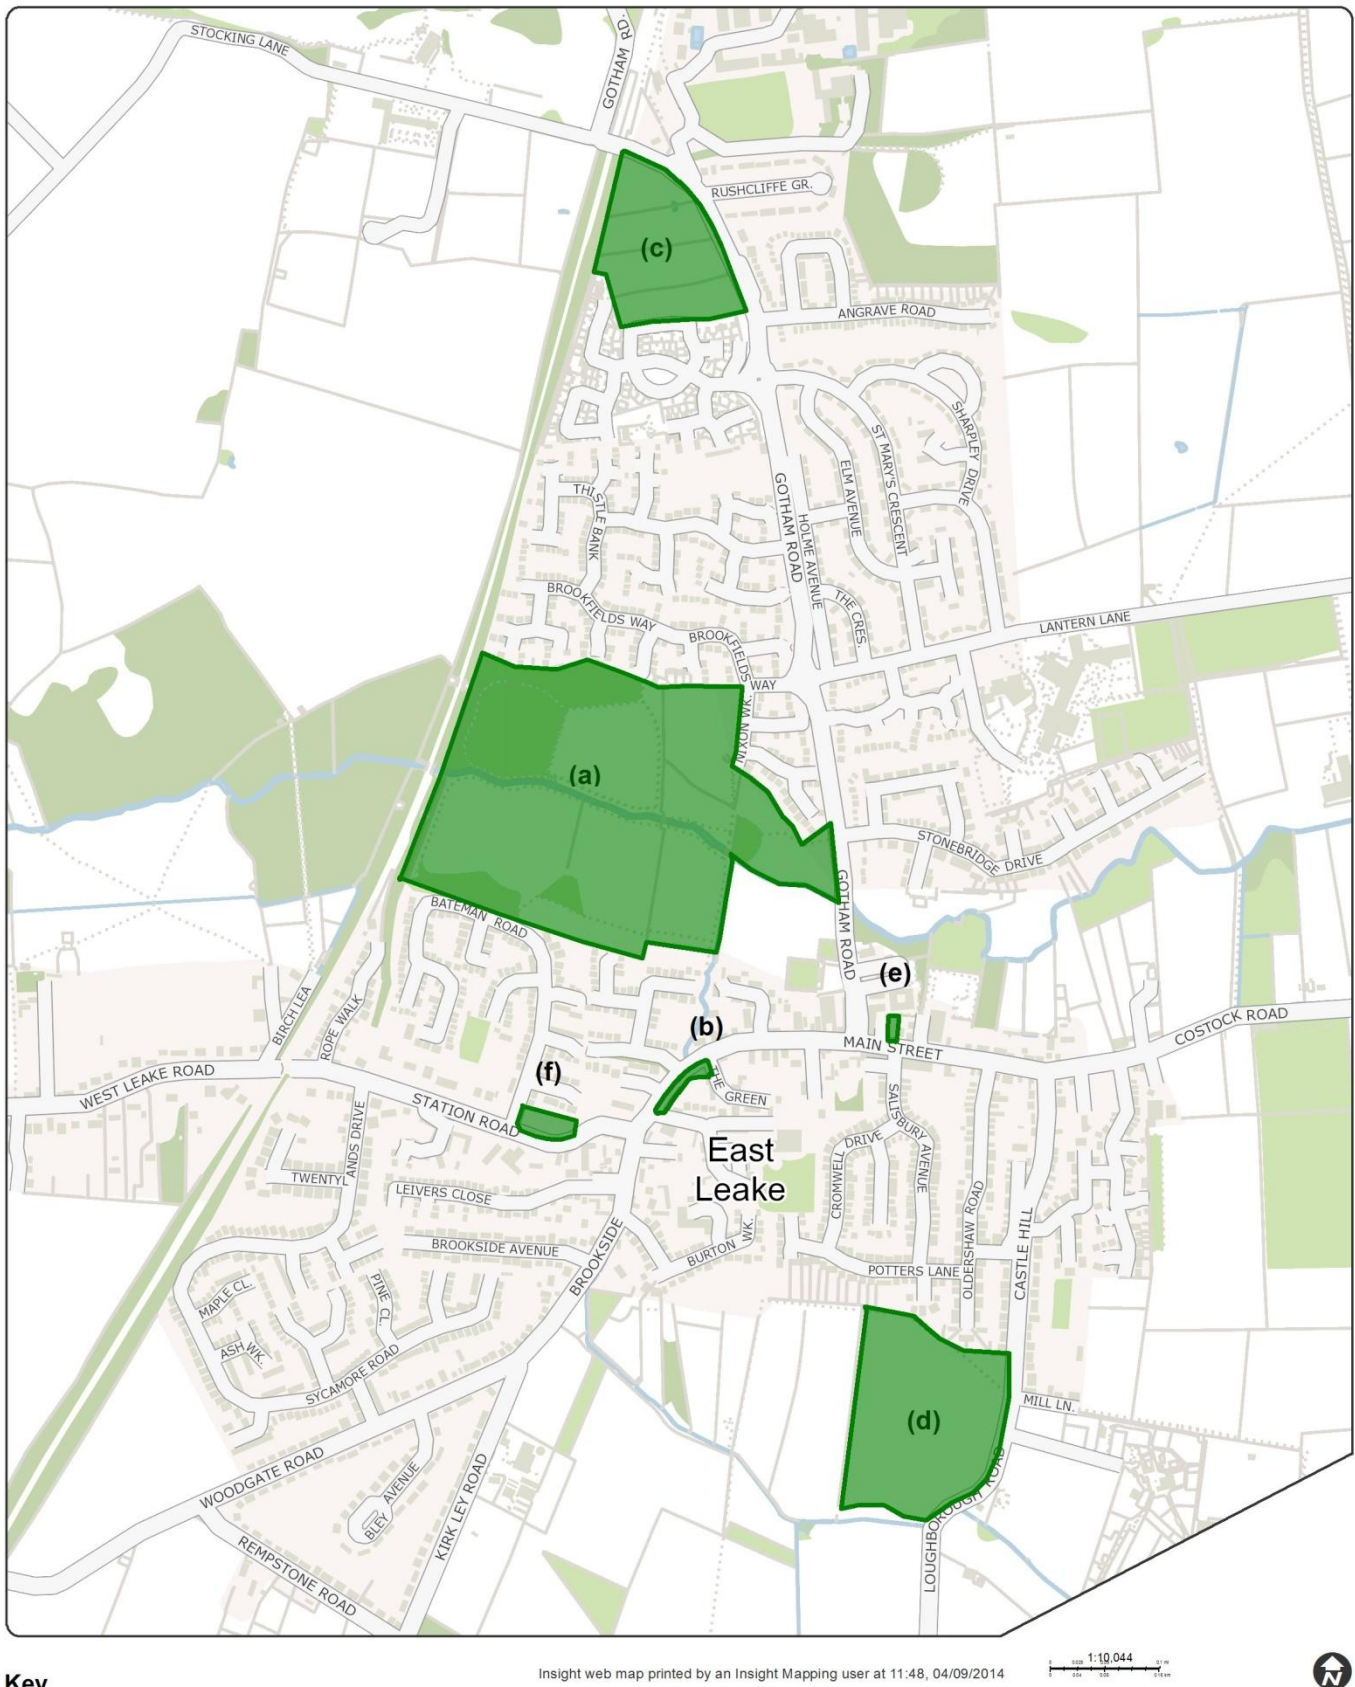 STOCKING LANE
GOTHAM RD.
RUSHCLIFFE GR.
(c)
ANGRAVE ROAD
SHARPLEY DRIVE
ST MARY'S CRESCENT
ELM AVENUE
GOTHAM ROAD
HOLME AVENUE
THISTLE BANK
BROOKFIELDS WAY
THE CRES.
BROOKFIELDS WAY
LANTERN LANE
NIXON WK.
(a)
STONEBRIDGE DRIVE
GOTHAM ROAD
BATEMAN ROAD
(e)
BIRCH LEA
ROPE WALK
(b)
MAIN STREET
COSTOCK ROAD
WEST LEAKE ROAD
(f)
THE GREEN
STATION ROAD
SALISBURY AVENUE
TWENTYLANDS DRIVE
East
Leake
CROMWELL DRIVE
LEIVERS CLOSE
OLDERSHAW ROAD
CASTLE HILL
BROOKSIDE AVENUE
BROOKSIDE
BURTON WK.
POTTERS LANE
MAPLE CL.
PINE CL.
ASH WK.
SYCAMORE ROAD
MILL LN.
(d)
WOODGATE ROAD
BLEY AVENUE
KIRK LEY ROAD
LOUGHBOROUGH ROAD
REMPSTONE ROAD
Key
Insight web map printed by an Insight Mapping user at 11:48, 04/09/2014
1:10,044
N